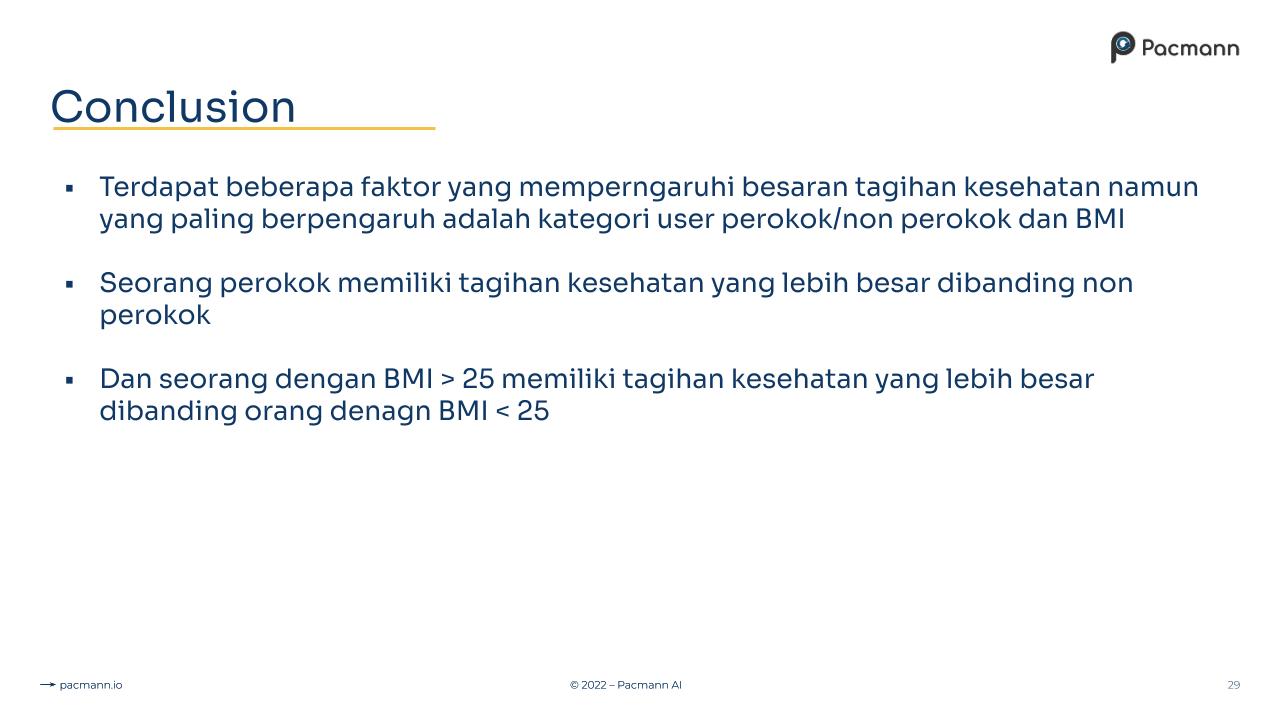 Pacmann
Conclusion
▪ Terdapat beberapa faktor yang memperngaruhi besaran tagihan kesehatan namun
yang paling berpengaruh adalah kategori user perokok/non perokok dan BMI
▪ Seorang perokok memiliki tagihan kesehatan yang lebih besar dibanding non
perokok
▪ Dan seorang dengan BMI > 25 memiliki tagihan kesehatan yang lebih besar
dibanding orang denagn BMI < 25
pacmann.io
© 2022 – Pacmann AI
29